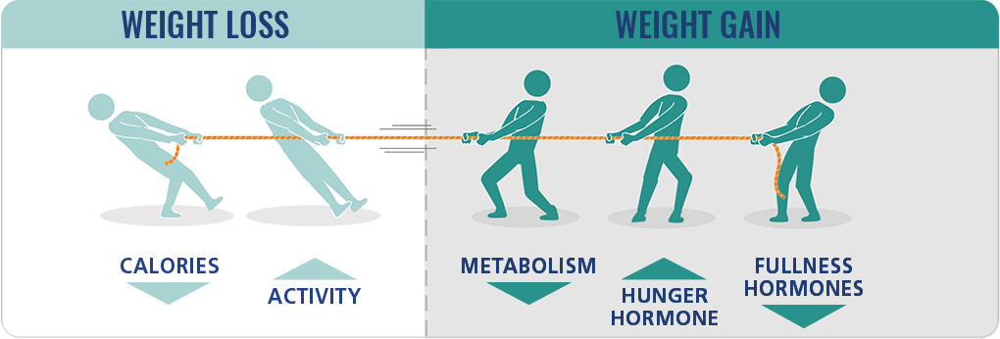 WEIGHT LOSS
WEIGHT GAIN
CALORIES
ACTIVITY
METABOLISM
HUNGER
HORMONE
FULLNESS
HORMONES